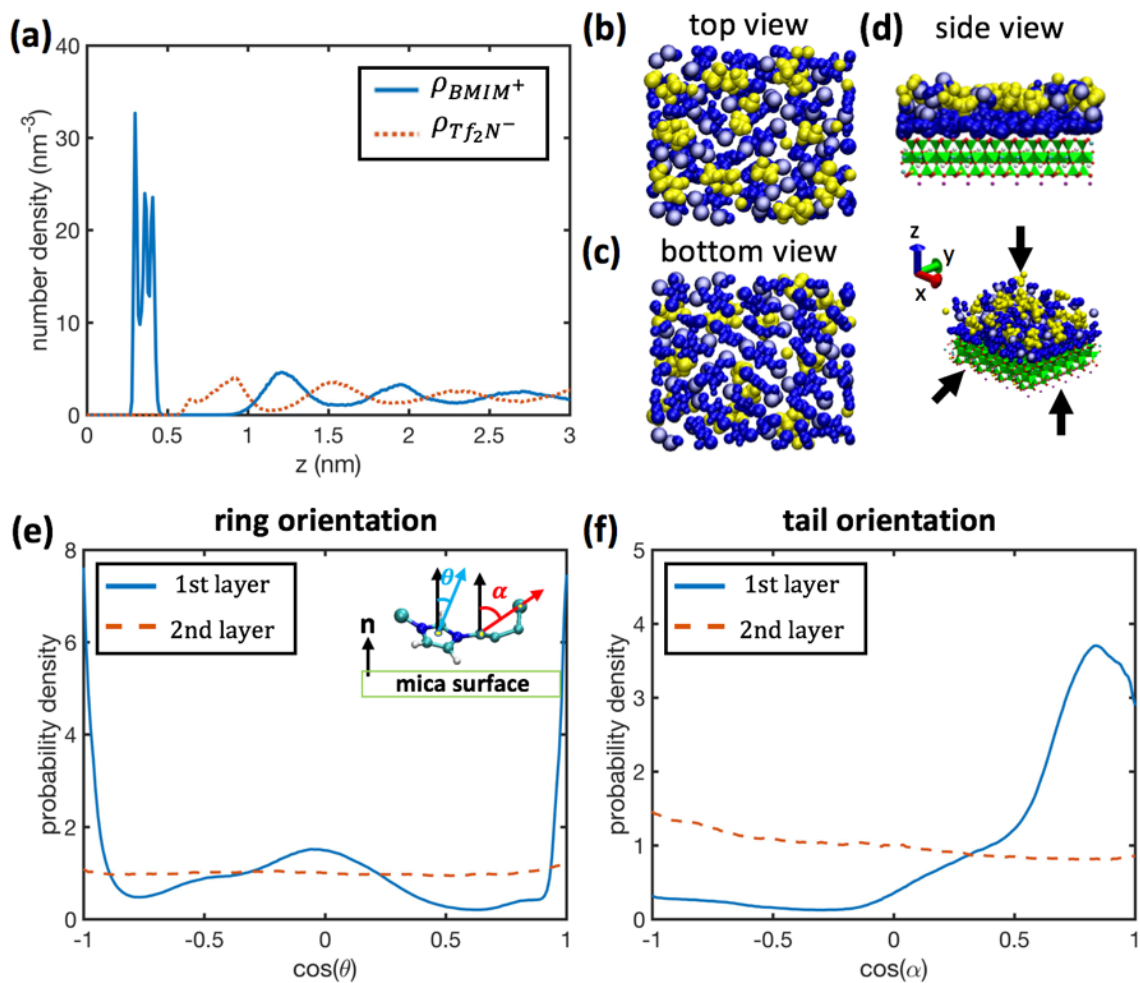 (a)
40
30
20
10
0
number density (nm⁻³)
ρ_BMIM⁺
ρ_Tf₂N⁻
0 0.5 1 1.5 2 2.5 3
z (nm)
(b) top view
(c) bottom view
(d) side view
z
y
x
(e) ring orientation
8
6
4
2
0
probability density
1st layer
2nd layer
θ
α
n
mica surface
-1 -0.5 0 0.5 1
cos(θ)
(f) tail orientation
5
4
3
2
1
0
probability density
1st layer
2nd layer
-1 -0.5 0 0.5 1
cos(α)